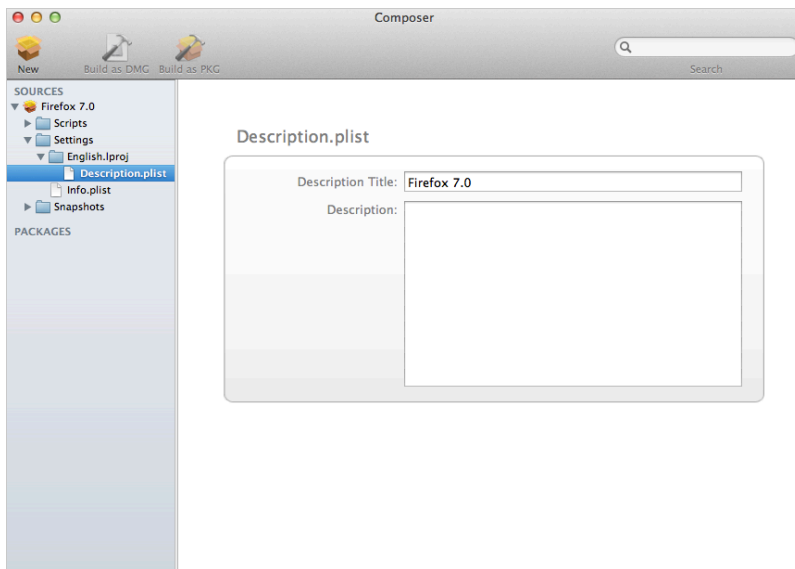 Composer
New
Build as DMG
Build as PKG
Search
SOURCES
Firefox 7.0
Scripts
Settings
English.lproj
Description.plist
Info.plist
Snapshots
PACKAGES
Description.plist
Description Title: Firefox 7.0
Description: